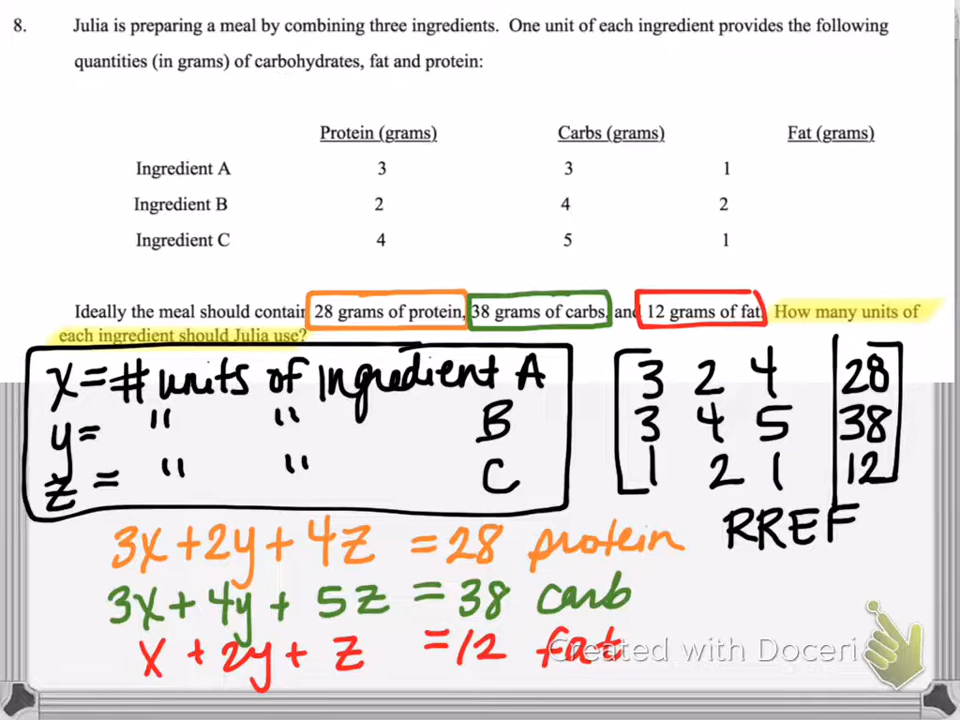 8. Julia is preparing a meal by combining three ingredients. One unit of each ingredient provides the following
quantities (in grams) of carbohydrates, fat and protein:
Protein (grams) Carbs (grams) Fat (grams)
Ingredient A 3 3 1
Ingredient B 2 4 2
Ingredient C 4 5 1
Ideally the meal should contain 28 grams of protein, 38 grams of carbs, and 12 grams of fat. How many units of
each ingredient should Julia use?
x = # units of ingredient A
y = " " B
z = " " C
3 2 4 | 28
3 4 5 | 38
1 2 1 | 12
RREF
3x + 2y + 4z = 28 protein
3x + 4y + 5z = 38 carb
x + 2y + z = 12 fat
Created with Doceri